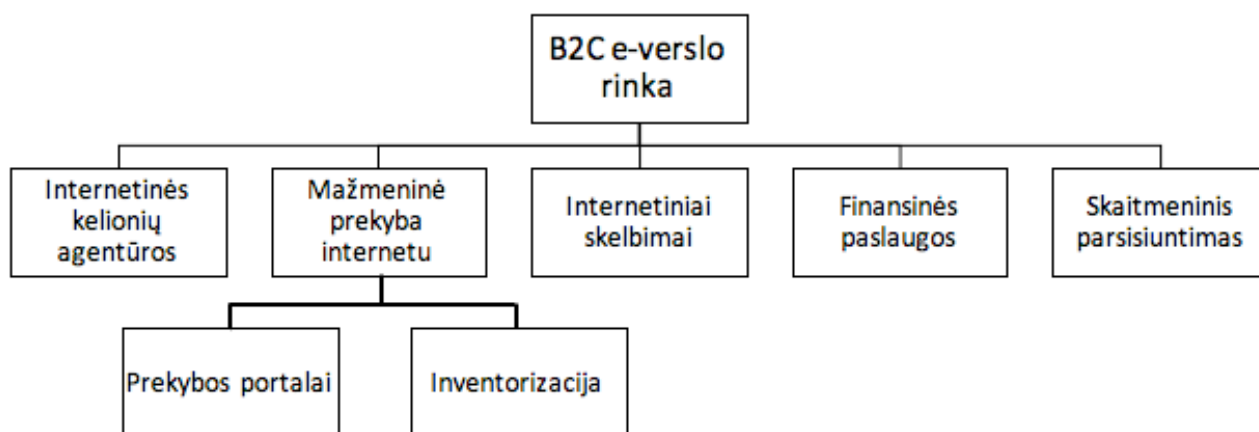 B2C e-verslo
rinka
Internetinės
kelionių
agentūros
Mažmeninė
prekyba
internetu
Internetiniai
skelbimai
Finansinės
paslaugos
Skaitmeninis
parsisiuntimas
Prekybos portalai
Inventorizacija